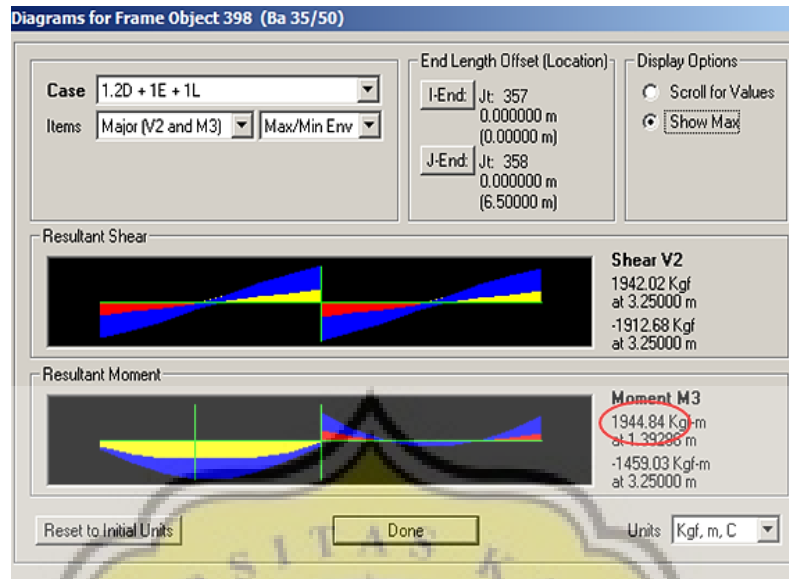 Diagrams for Frame Object 398 (Ba 35/50)
Case 1.2D + 1E + 1L
Items Major (V2 and M3) Max/Min Env
End Length Offset (Location)
I-End: Jt: 357
0.000000 m
(0.00000 m)
J-End: Jt: 358
0.000000 m
(6.50000 m)
Display Options
Scroll for Values
Show Max
Resultant Shear
Shear V2
1942.02 Kgf
at 3.25000 m
-1912.68 Kgf
at 3.25000 m
Resultant Moment
Moment M3
1944.84 Kgf-m
at 1.39286 m
-1459.03 Kgf-m
at 3.25000 m
Reset to Initial Units Done Units Kgf, m, C
S I T A S K